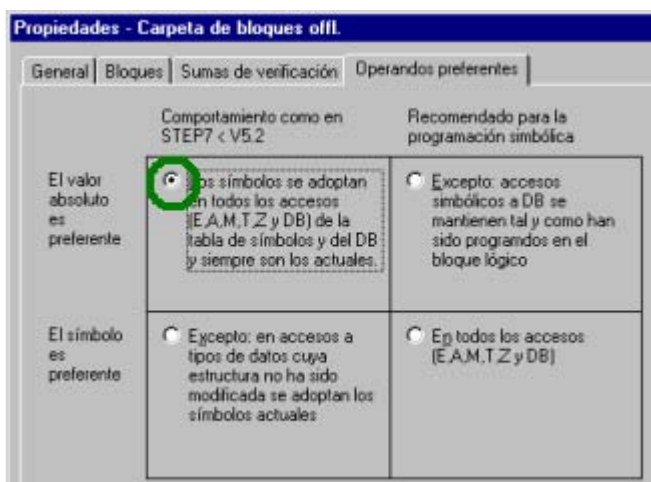 Propiedades - Carpeta de bloques offl.
General
Bloques
Sumas de verificación
Operandos preferentes
Comportamiento como en
STEP7 < V5.2
Recomendado para la
programación simbólica
El valor
absoluto
es
preferente
Los símbolos se adoptan
en todos los accesos
(E,A,M,T,Z y DB) de la
tabla de símbolos y del DB
y siempre son los actuales.
Excepto: accesos
simbólicos a DB se
mantienen tal y como han
sido programdos en el
bloque lógico
El símbolo
es
preferente
Excepto: en accesos a
tipos de datos cuya
estructura no ha sido
modificada se adoptan los
símbolos actuales
En todos los accesos
(E,A,M,T,Z y DB)